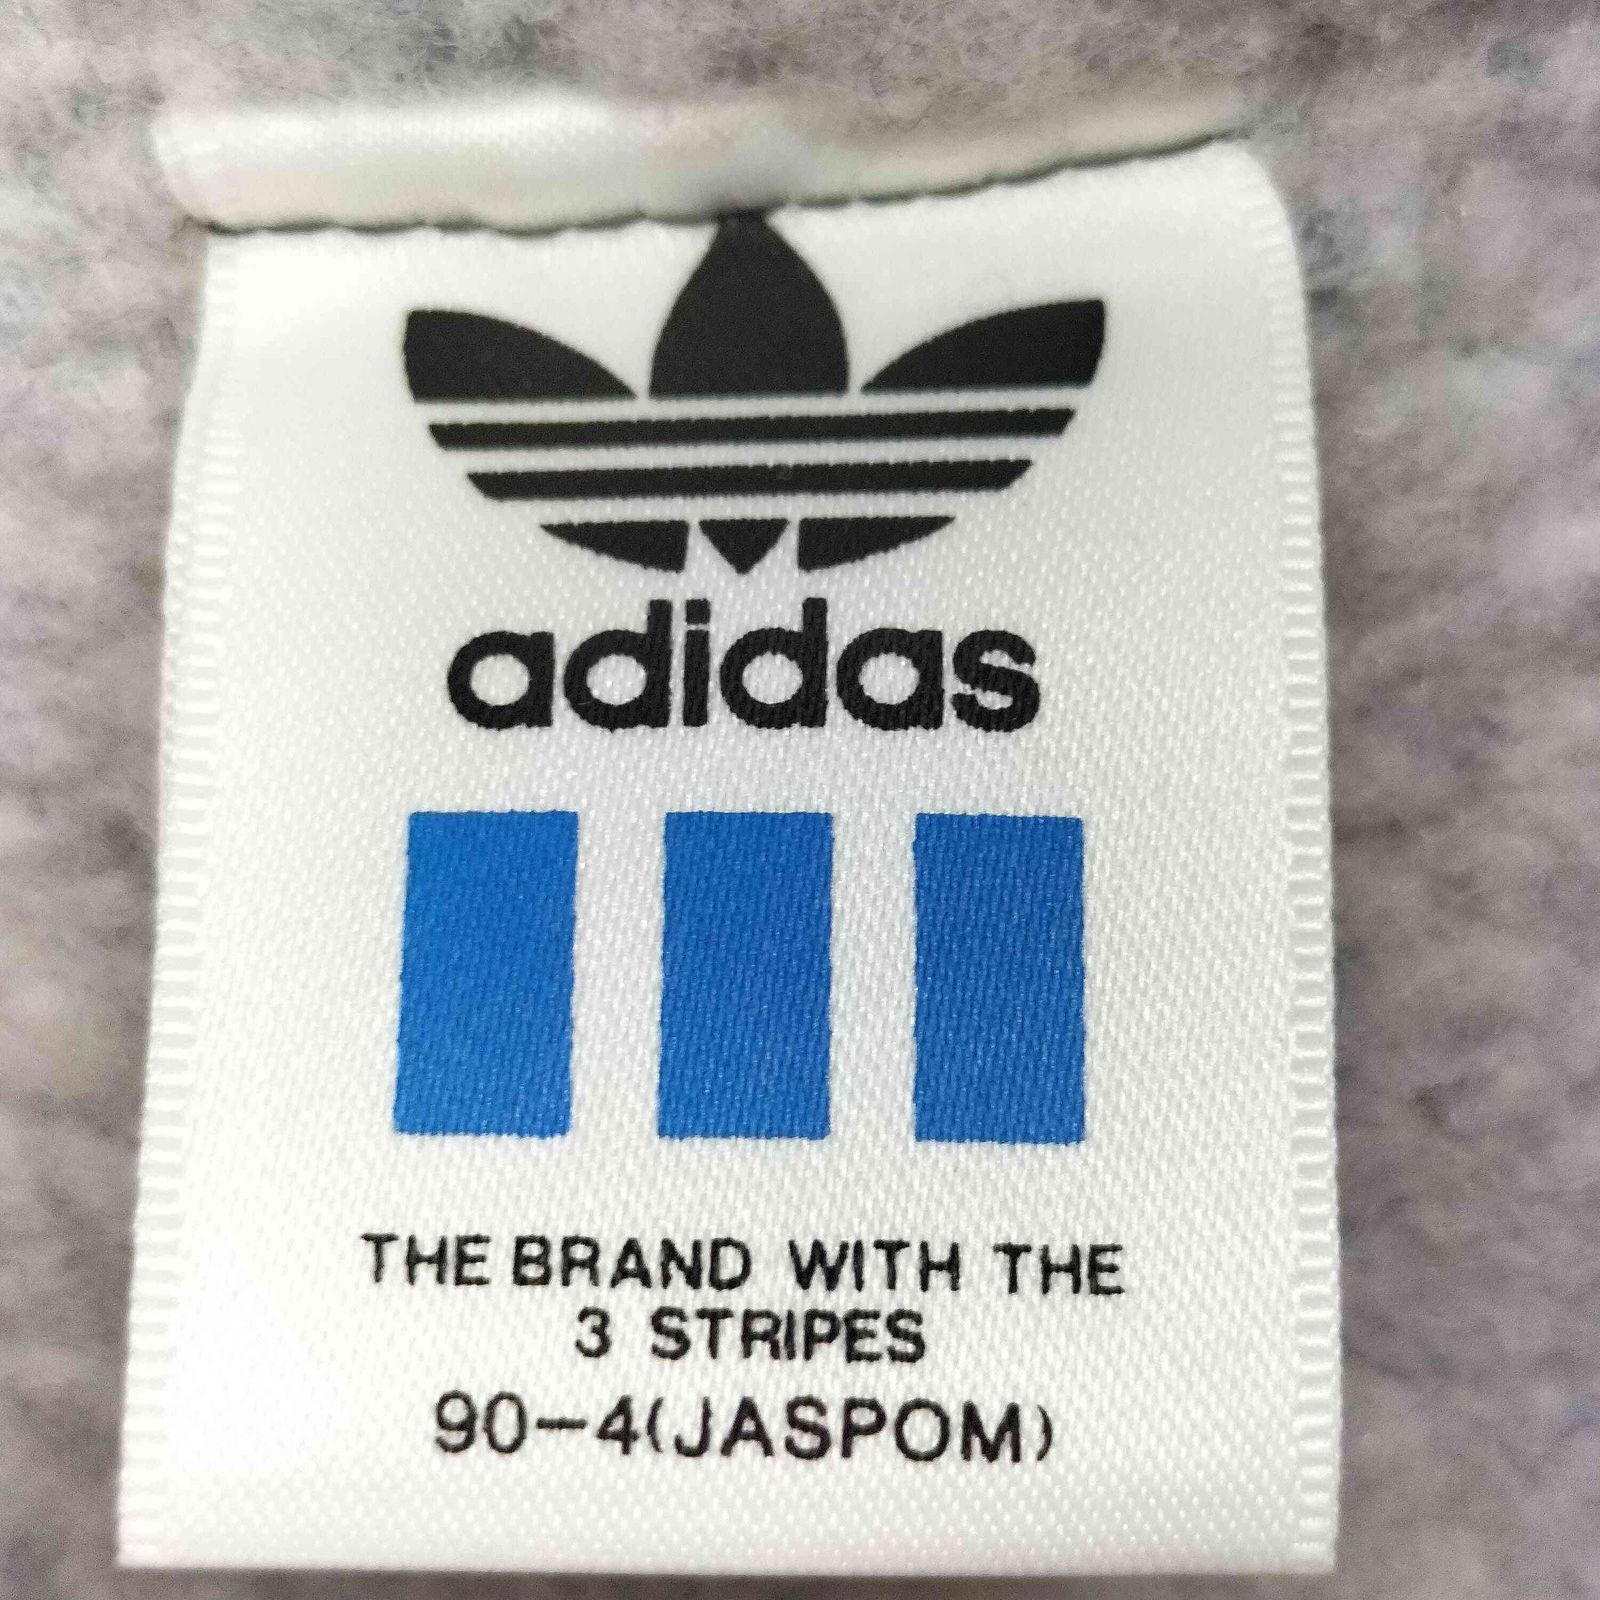 adidas
THE BRAND WITH THE
3 STRIPES
90-4(JASPOM)